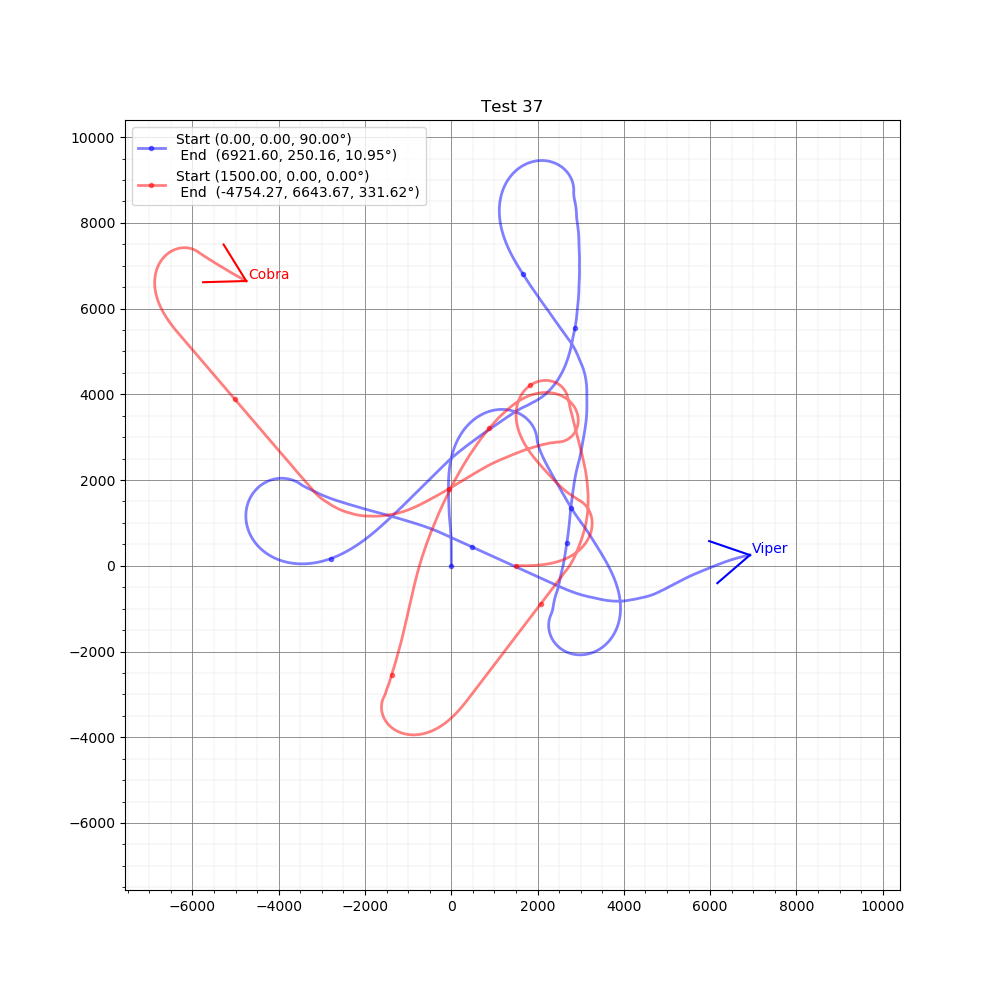 Test 37
Start (0.00, 0.00, 90.00°)
End (6921.60, 250.16, 10.95°)
Start (1500.00, 0.00, 0.00°)
End (-4754.27, 6643.67, 331.62°)
10000
8000
6000
4000
2000
0
−2000
−4000
−6000
Cobra
Viper
−6000 −4000 −2000 0 2000 4000 6000 8000 10000